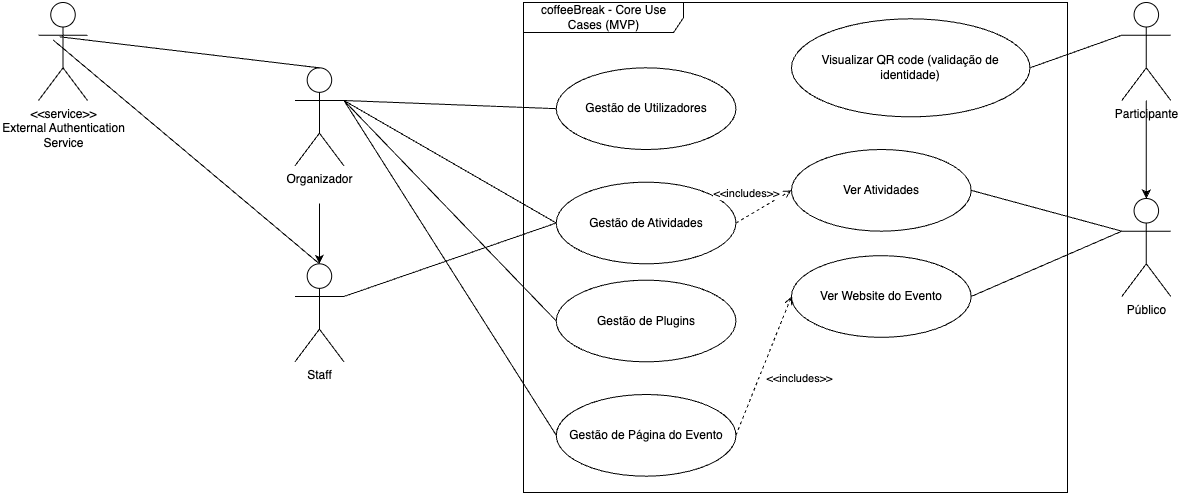 coffeeBreak - Core Use
Cases (MVP)
Visualizar QR code (validação de
identidade)
<<service>>
External Authentication
Service
Participante
Gestão de Utilizadores
Organizador
<<includes>>
Ver Atividades
Gestão de Atividades
Ver Website do Evento
Público
Gestão de Plugins
Staff
<<includes>>
Gestão de Página do Evento